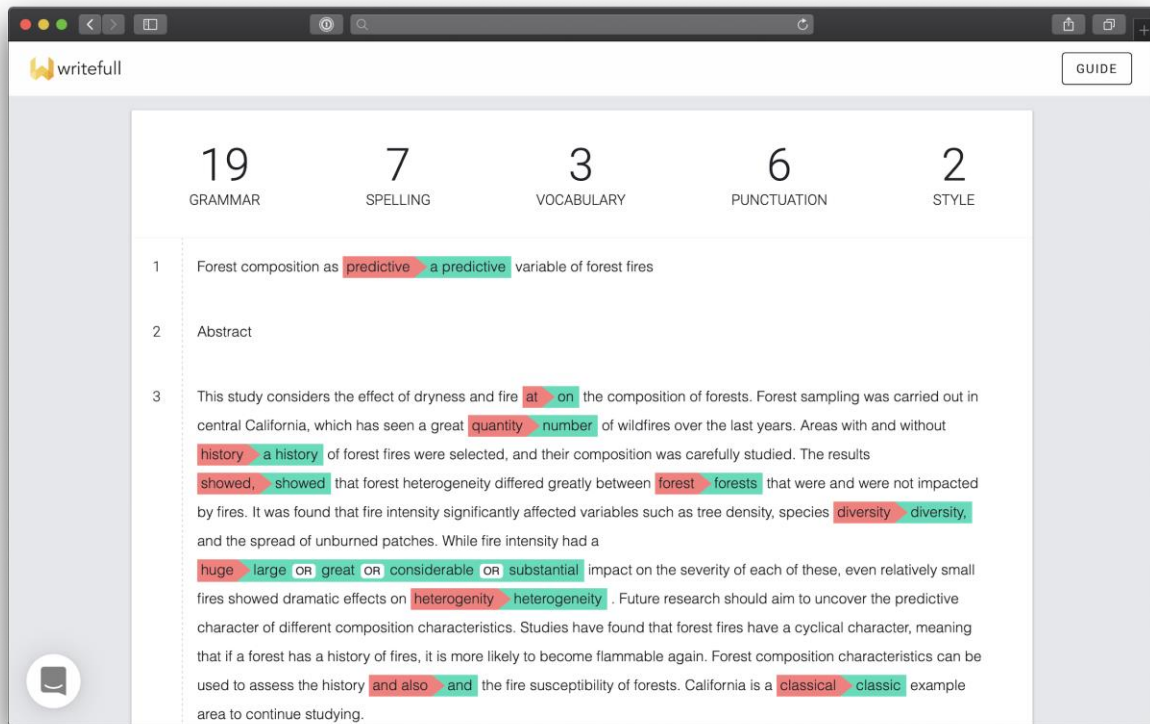 writefull
GUIDE
19 7 3 6 2
GRAMMAR SPELLING VOCABULARY PUNCTUATION STYLE
1 Forest composition as predictive a predictive variable of forest fires
2 Abstract
3 This study considers the effect of dryness and fire at on the composition of forests. Forest sampling was carried out in
central California, which has seen a great quantity number of wildfires over the last years. Areas with and without
history a history of forest fires were selected, and their composition was carefully studied. The results
showed, showed that forest heterogeneity differed greatly between forest forests that were and were not impacted
by fires. It was found that fire intensity significantly affected variables such as tree density, species diversity diversity,
and the spread of unburned patches. While fire intensity had a
huge large OR great OR considerable OR substantial impact on the severity of each of these, even relatively small
fires showed dramatic effects on heterogenity heterogeneity . Future research should aim to uncover the predictive
character of different composition characteristics. Studies have found that forest fires have a cyclical character, meaning
that if a forest has a history of fires, it is more likely to become flammable again. Forest composition characteristics can be
used to assess the history and also and the fire susceptibility of forests. California is a classical classic example
area to continue studying.